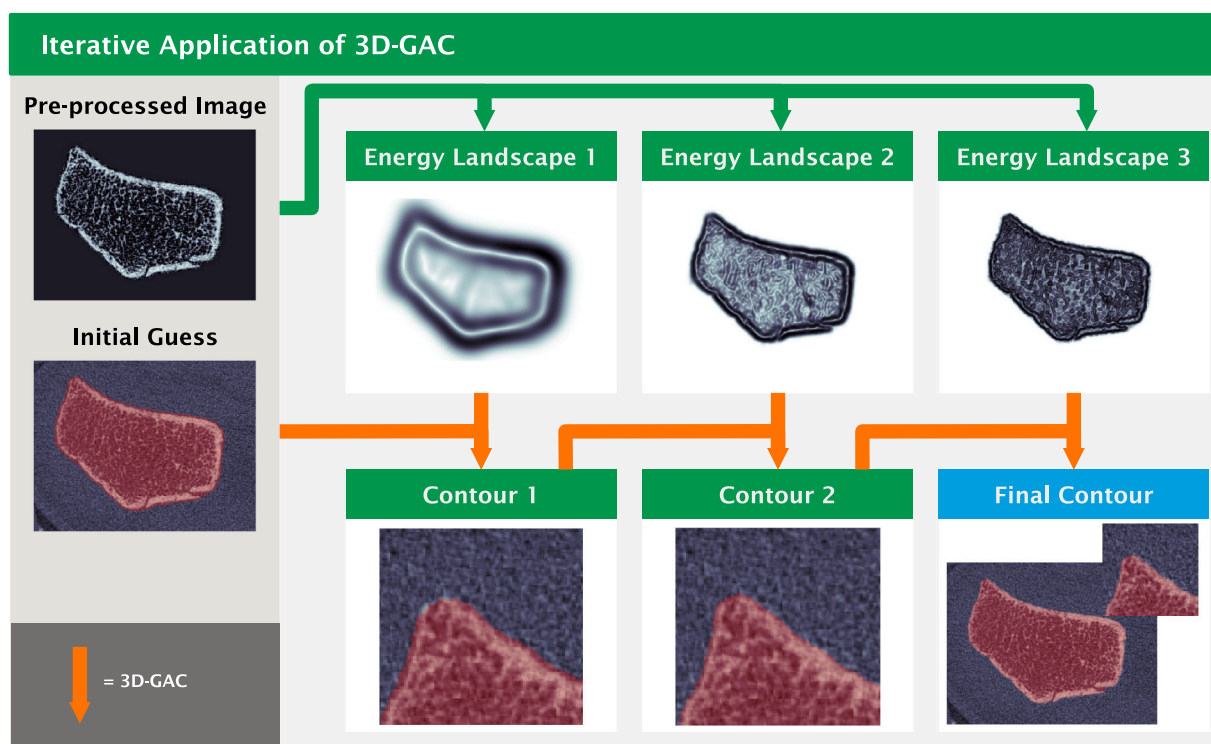 Iterative Application of 3D-GAC
Pre-processed Image
Initial Guess
= 3D-GAC
Energy Landscape 1
Energy Landscape 2
Energy Landscape 3
Contour 1
Contour 2
Final Contour